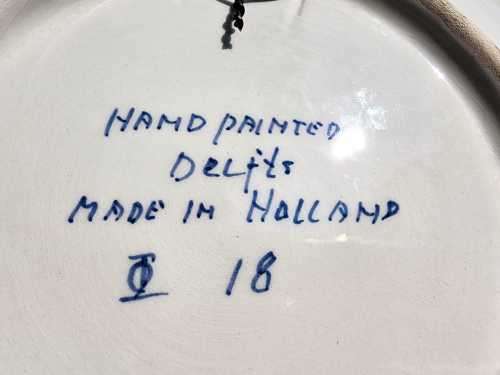 HAND PAINTED
Delfts
MADE IN HOLLAND
18